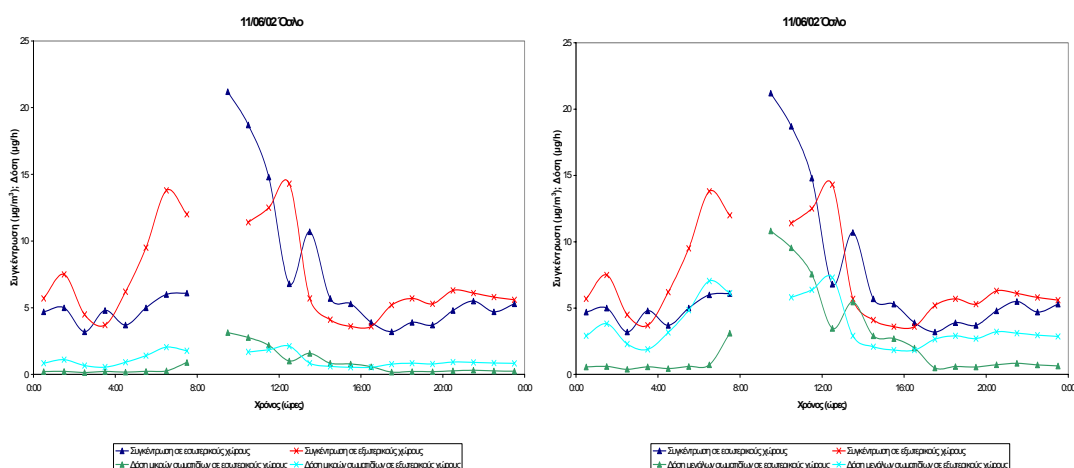 11/06/02 Όσλο
25
20
15
10
5
0
0:00 4:00 8:00 12:00 16:00 20:00 0:00
Συγκέντρωση (μg/m³); Δόση (μg/h)
Χρόνος (ώρες)
Συγκέντρωση σε εσωτερικούς χώρους
Συγκέντρωση σε εξωτερικούς χώρους
Δόση μικρών σωματιδίων σε εσωτερικούς χώρους
Δόση μικρών σωματιδίων σε εξωτερικούς χώρους
11/06/02 Όσλο
25
20
15
10
5
0
0:00 4:00 8:00 12:00 16:00 20:00 0:00
Συγκέντρωση (μg/m³); Δόση (μg/h)
Χρόνος (ώρες)
Συγκέντρωση σε εσωτερικούς χώρους
Συγκέντρωση σε εξωτερικούς χώρους
Δόση μεγάλων σωματιδίων σε εσωτερικούς χώρους
Δόση μεγάλων σωματιδίων σε εξωτερικούς χώρους